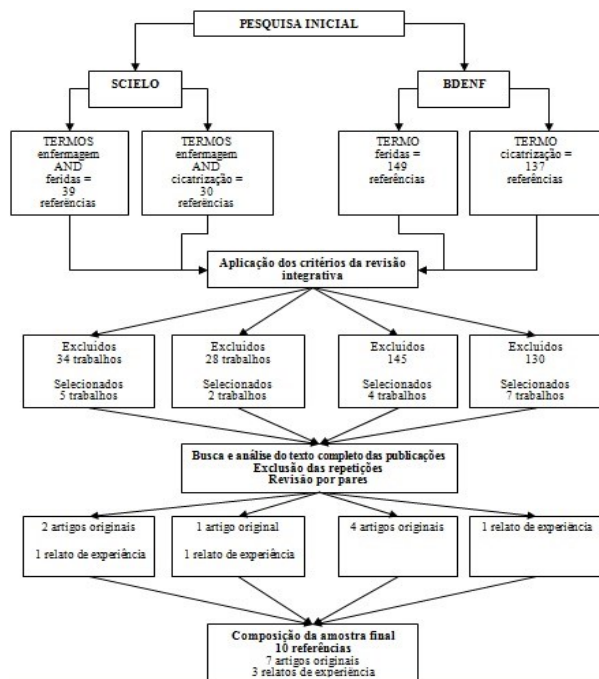 PESQUISA INICIAL
SCIELO
BDENF
TERMOS
enfermagem
AND
feridas =
39
referências
TERMOS
enfermagem
AND
cicatrização =
30
referências
TERMO
feridas =
149
referências
TERMO
cicatrização =
137
referências
Aplicação dos critérios da revisão
integrativa
Excluidos
34 trabalhos
Selecionados
5 trabalhos
Excluidos
28 trabalhos
Selecionados
2 trabalhos
Excluidos
145
Selecionados
4 trabalhos
Excluidos
130
Selecionados
7 trabalhos
Busca e análise do texto completo das publicações
Exclusão das repetições
Revisão por pares
2 artigos originais
1 relato de experiência
1 artigo original
1 relato de experiência
4 artigos originais
1 relato de experiência
Composição da amostra final
10 referências
7 artigos originais
3 relatos de experiência